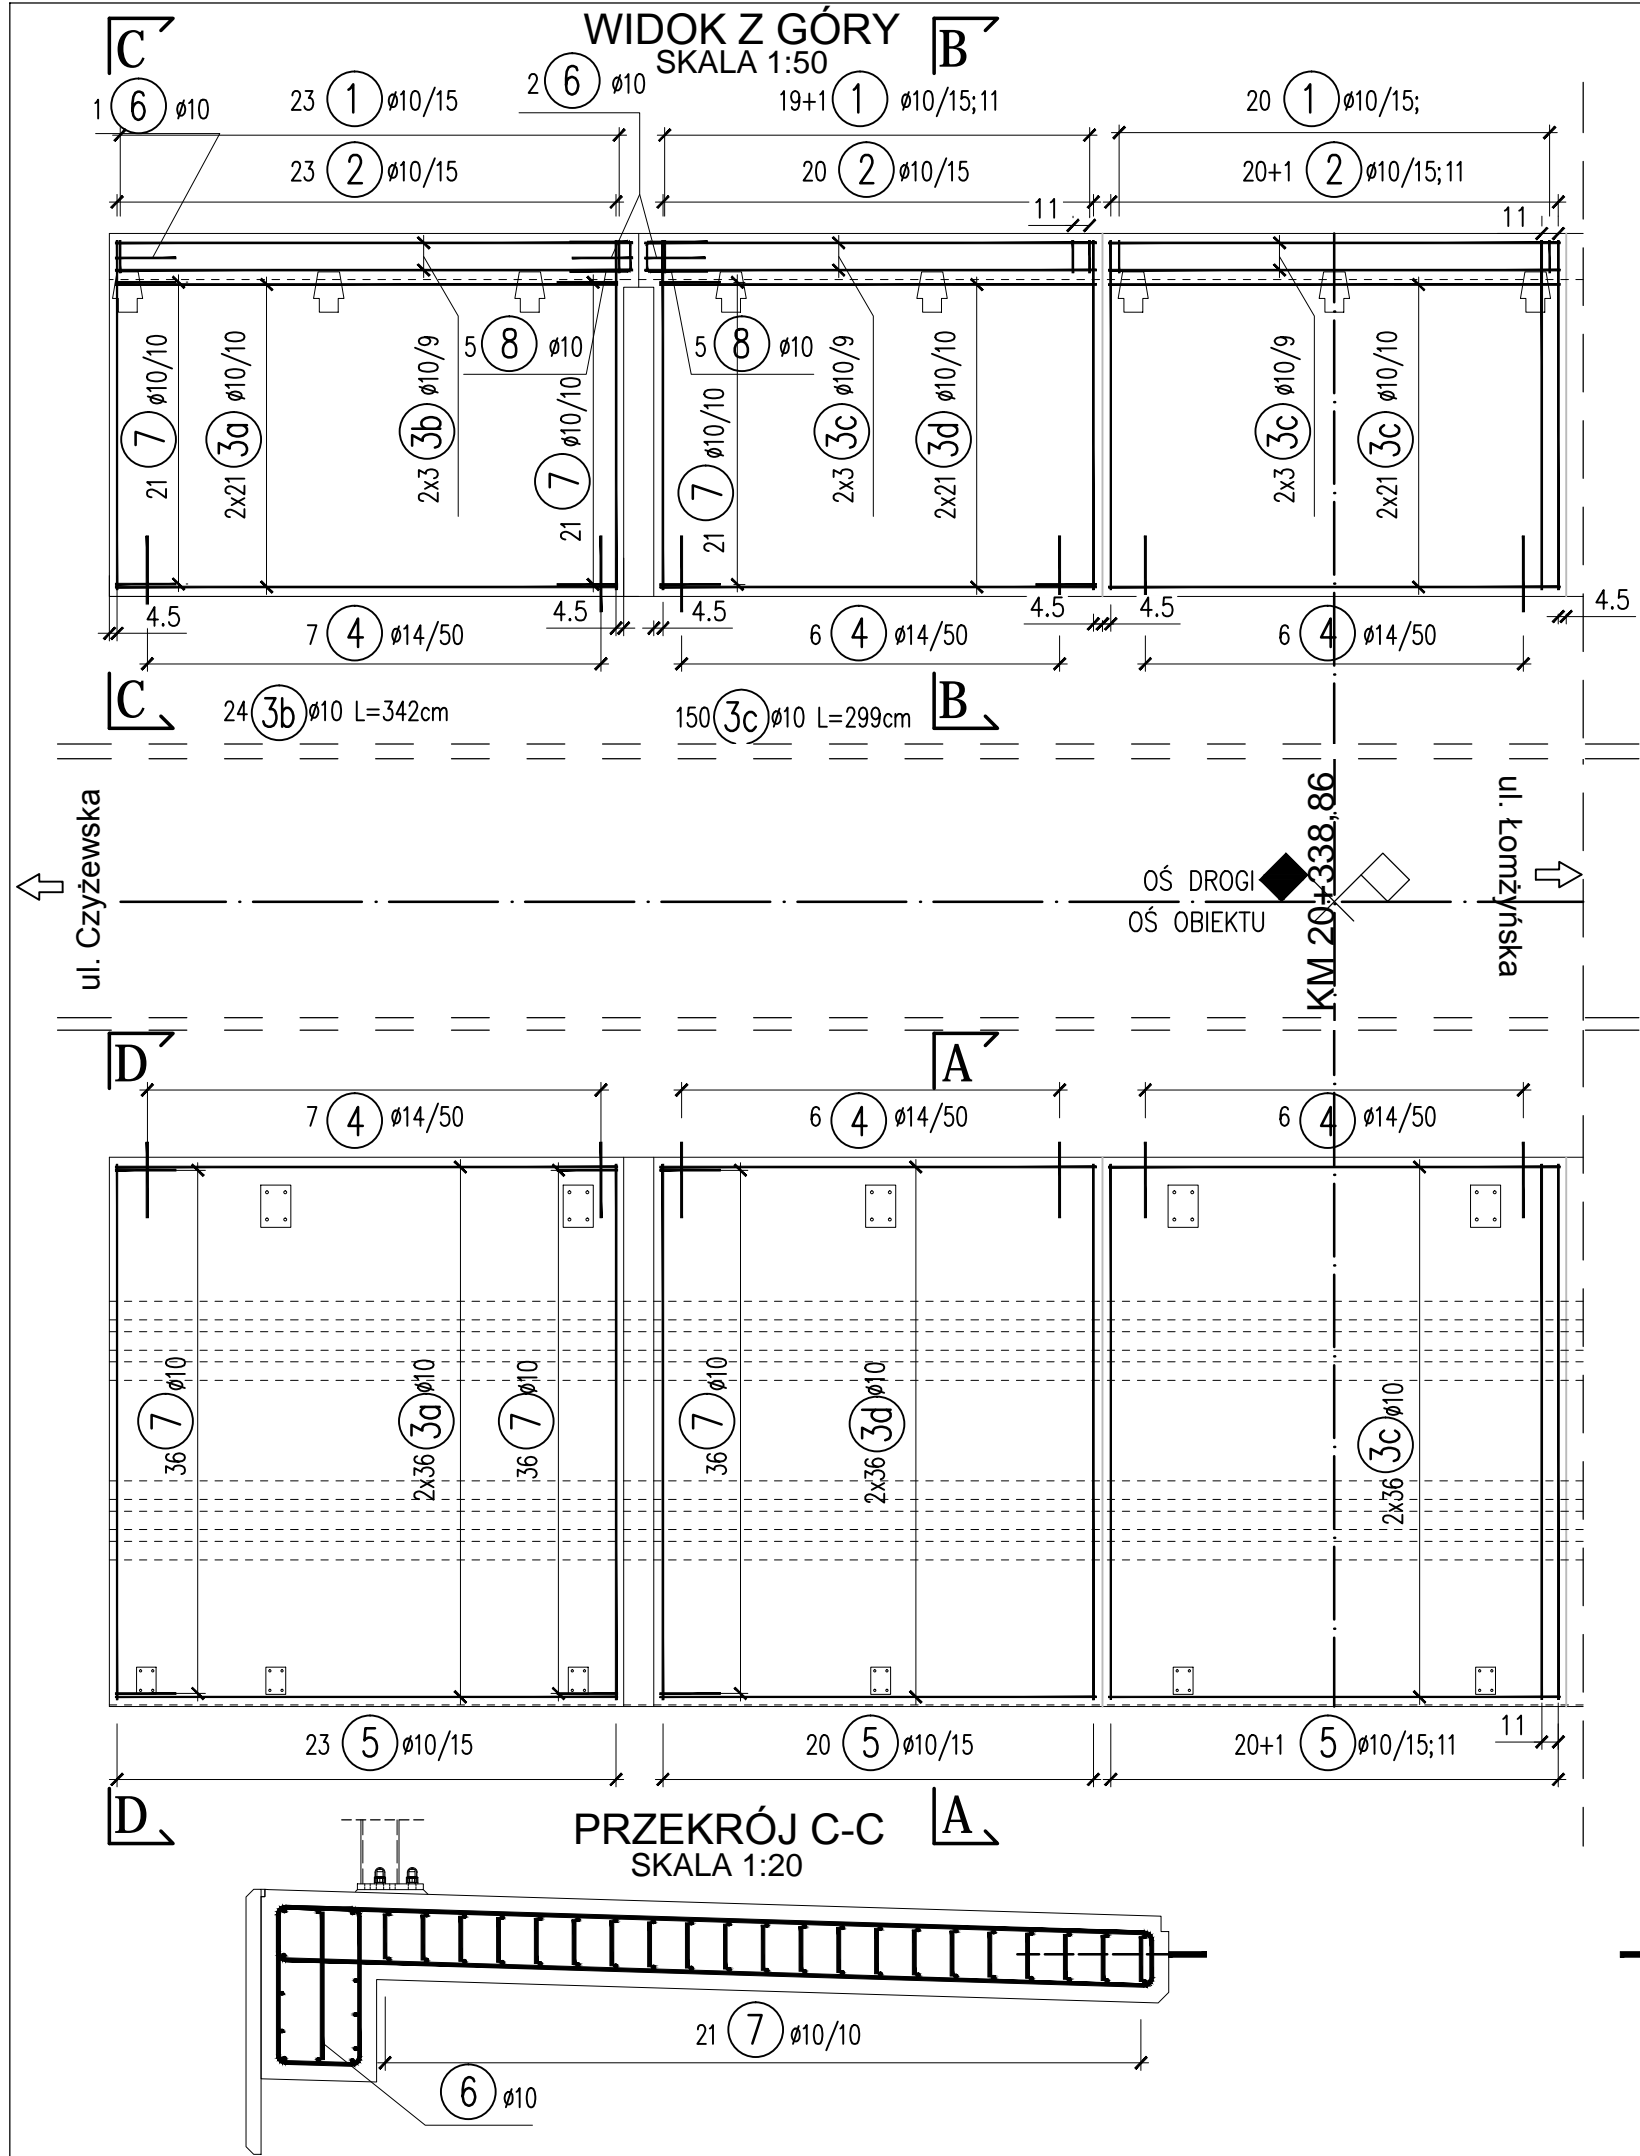 WIDOK Z GÓRY
SKALA 1:50
C
B
1 6 ø10
23 1 ø10/15
2 6 ø10
19+1 1 ø10/15;11
20 1 ø10/15;
23 2 ø10/15
20 2 ø10/15
20+1 2 ø10/15;11
11
11
5 8 ø10
5 8 ø10
21 7 ø10/10
2x21 3a ø10/10
2x3 3b ø10/9
21 7 ø10/10
21 7 ø10/10
2x3 3c ø10/9
2x21 3d ø10/10
2x3 3c ø10/9
2x21 3c ø10/10
4.5
4.5
4.5
4.5
4.5
4.5
7 4 ø14/50
6 4 ø14/50
6 4 ø14/50
C
B
24 3b ø10 L=342cm
150 3c ø10 L=299cm
ul. Czyżewska
OŚ DROGI
OŚ OBIEKTU
KM 20+338,86
ul. Łomżyńska
D
A
7 4 ø14/50
6 4 ø14/50
6 4 ø14/50
36 7 ø10
2x36 3a ø10
36 7 ø10
36 7 ø10
2x36 3d ø10
2x36 3c ø10
23 5 ø10/15
20 5 ø10/15
20+1 5 ø10/15;11
11
D
A
PRZEKRÓJ C-C
SKALA 1:20
21 7 ø10/10
6 ø10